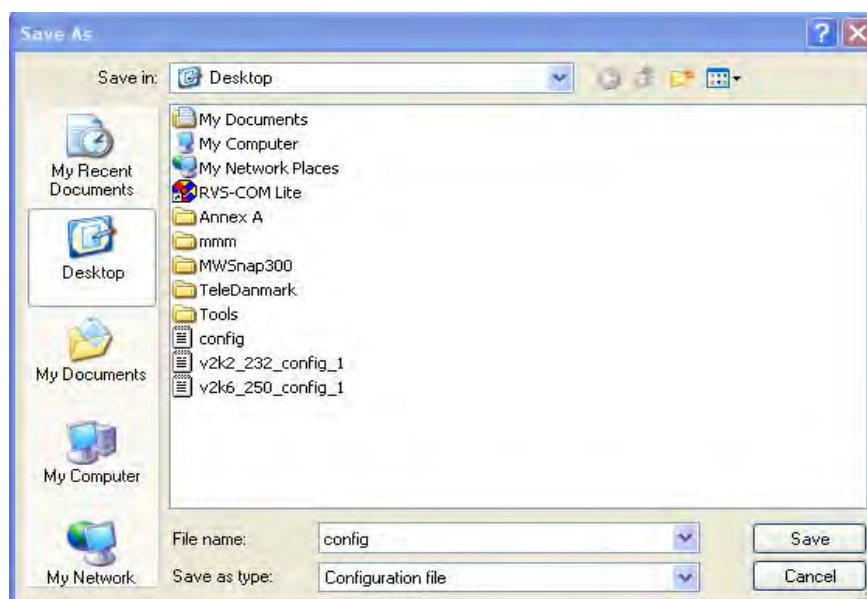 Save As
Save in:
Desktop
My Recent
Documents
Desktop
My Documents
My Computer
My Network
My Documents
My Computer
My Network Places
RVS-COM Lite
Annex A
mmm
MWSnap300
TeleDanmark
Tools
config
v2k2_232_config_1
v2k6_250_config_1
File name:
config
Save
Save as type:
Configuration file
Cancel